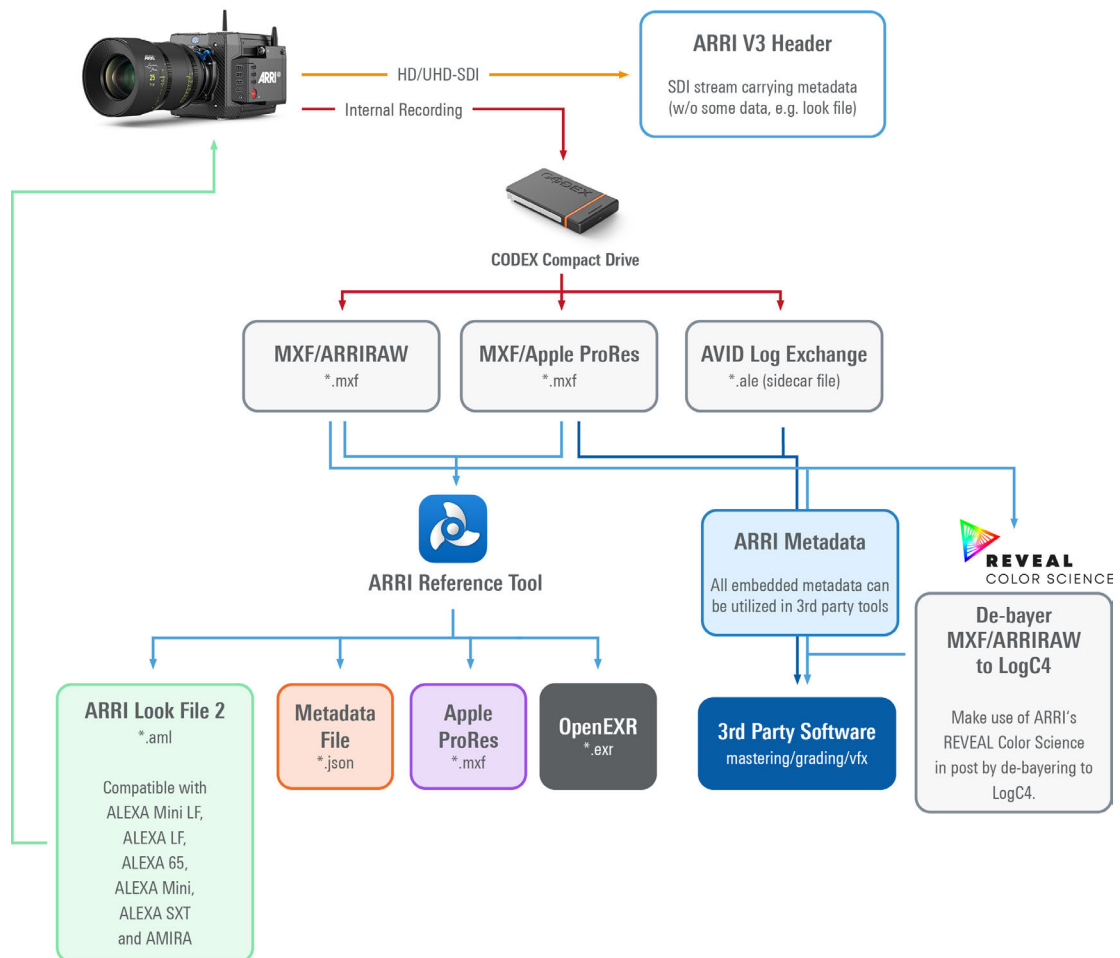 ARRI
25
ARRI
HD/UHD-SDI
Internal Recording
ARRI V3 Header
SDI stream carrying metadata
(w/o some data, e.g. look file)
CODEX
CODEX Compact Drive
MXF/ARRIRAW
*.mxf
MXF/Apple ProRes
*.mxf
AVID Log Exchange
*.ale (sidecar file)
ARRI Reference Tool
ARRI Metadata
All embedded metadata can
be utilized in 3rd party tools
REVEAL
COLOR SCIENCE
De-bayer
MXF/ARRIRAW
to LogC4
Make use of ARRI‘s
REVEAL Color Science
in post by de-bayering to
LogC4.
ARRI Look File 2
*.aml
Compatible with
ALEXA Mini LF,
ALEXA LF,
ALEXA 65,
ALEXA Mini,
ALEXA SXT
and AMIRA
Metadata
File
*.json
Apple
ProRes
*.mxf
OpenEXR
*.exr
3rd Party Software
mastering/grading/vfx